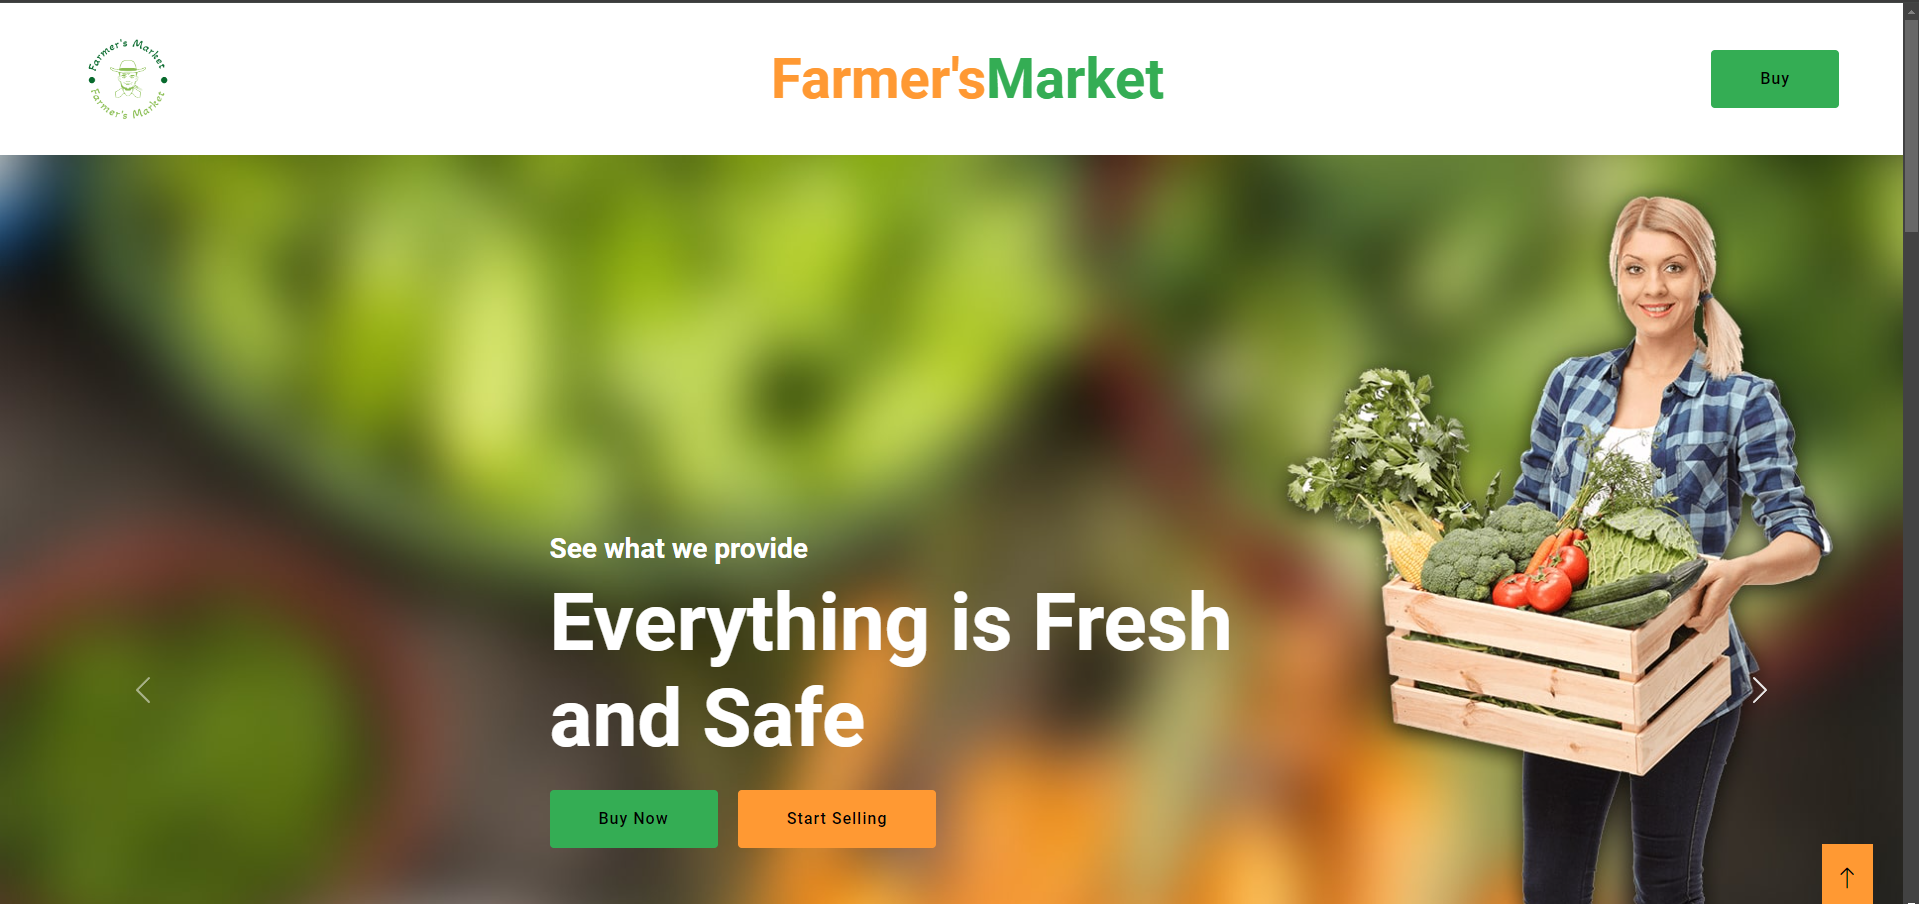 Farmer's Market
Farmer's Market
Farmer'sMarket
Buy
See what we provide
Everything is Fresh
and Safe
Buy Now
Start Selling